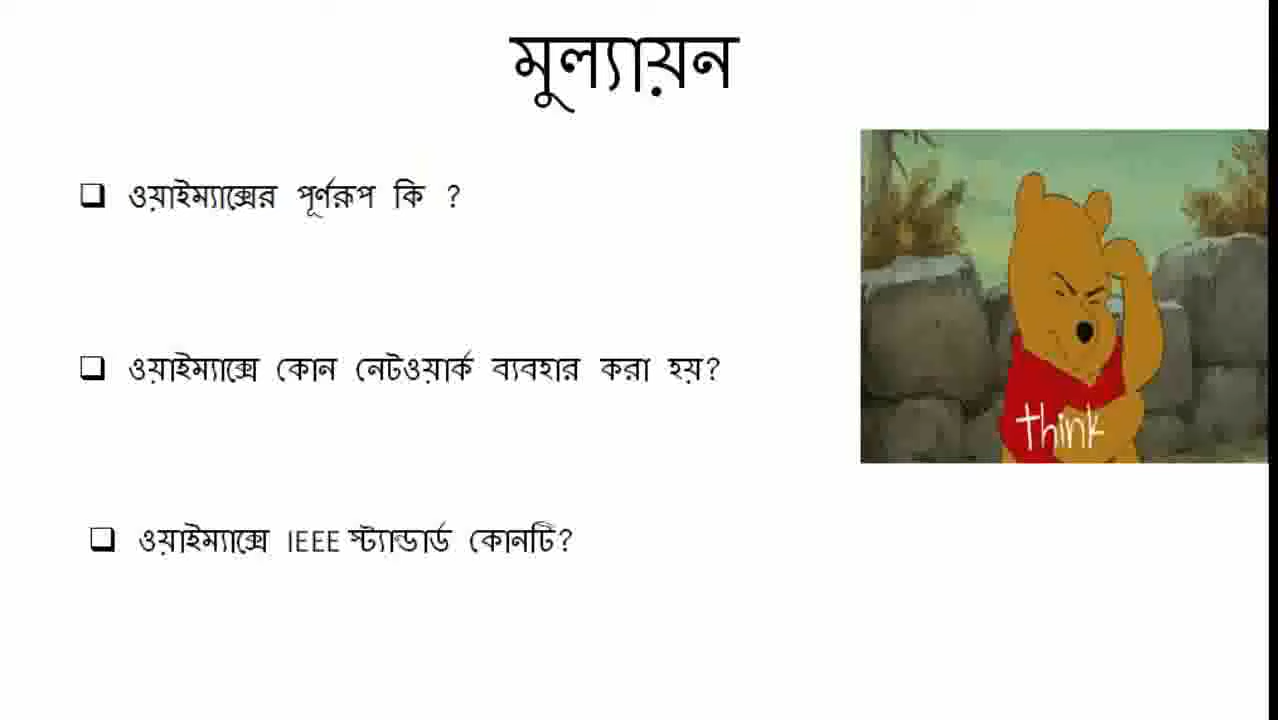 মুল্যায়ন
ওয়াইম্যাক্সের পূর্ণরূপ কি ?
ওয়াইম্যাক্সে কোন নেটওয়ার্ক ব্যবহার করা হয়?
think
ওয়াইম্যাক্সে IEEE স্ট্যান্ডার্ড কোনটি?